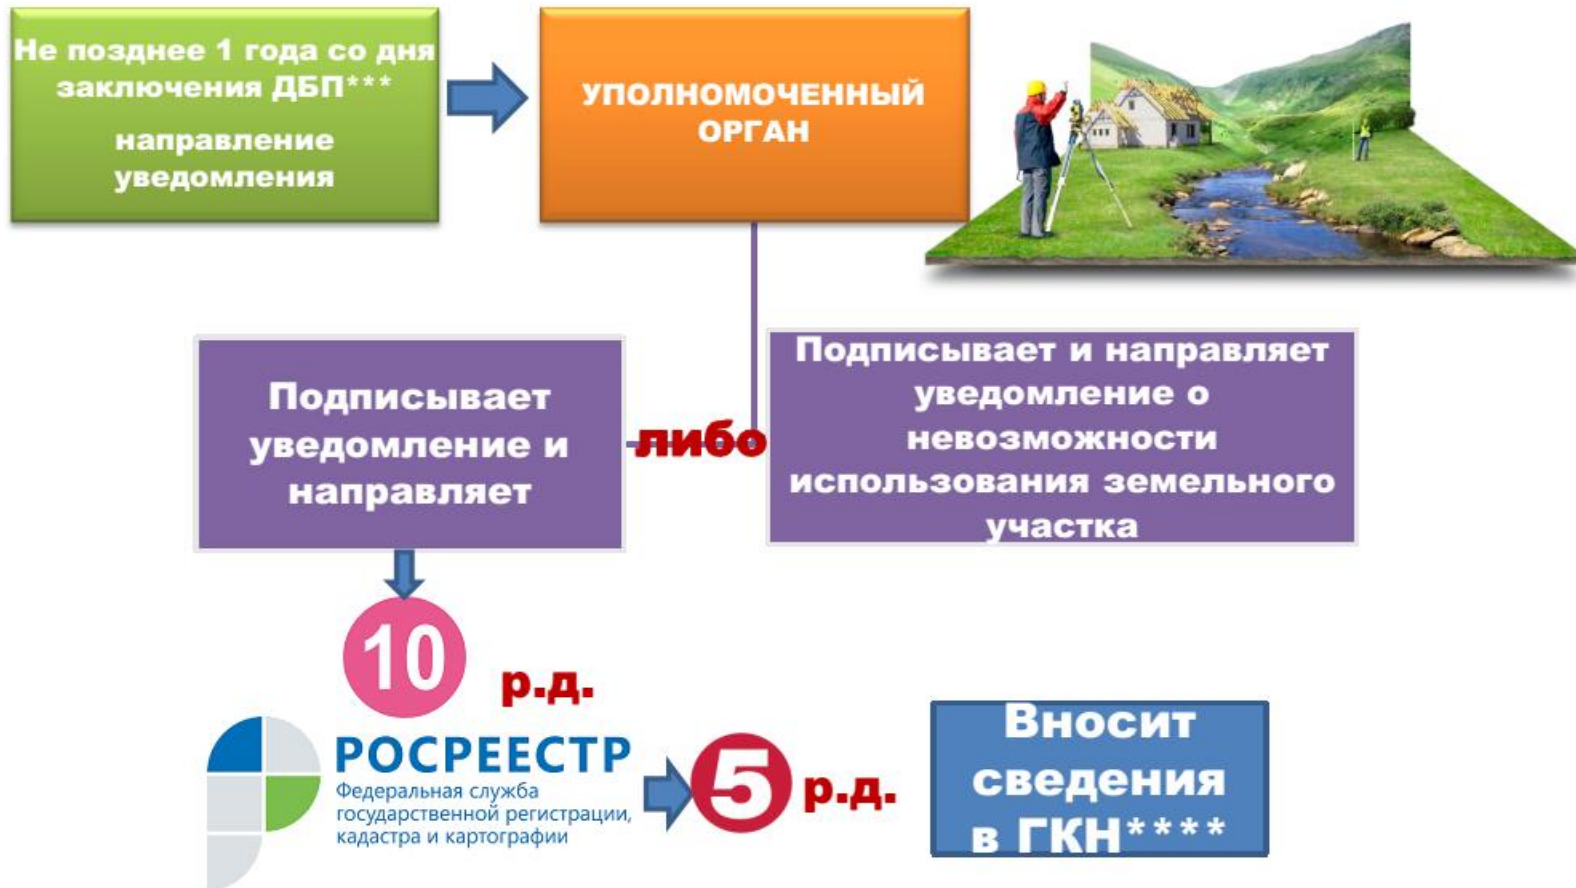 Не позднее 1 года со дня
заключения ДБП***
направление
уведомления
УПОЛНОМОЧЕННЫЙ
ОРГАН
Подписывает
уведомление и
направляет
либо
Подписывает и направляет
уведомление о
невозможности
использования земельного
участка
10
р.д.
РОСРЕЕСТР
Федеральная служба
государственной регистрации,
кадастра и картографии
5
р.д.
Вносит
сведения
в ГКН****